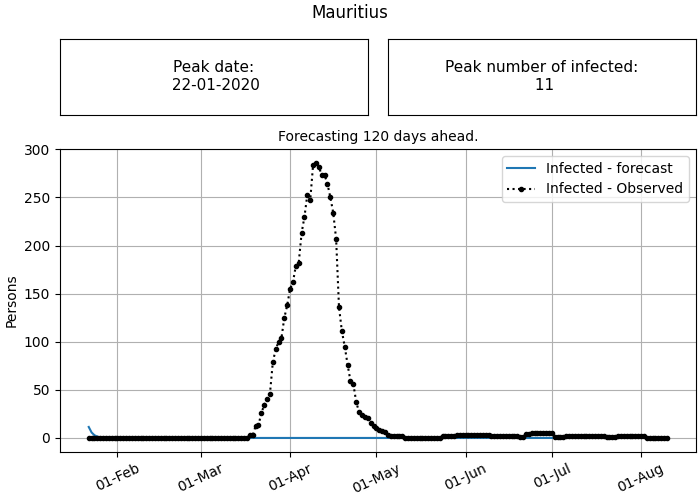 Mauritius
Peak date:
22-01-2020
Peak number of infected:
11
Forecasting 120 days ahead.
Infected - forecast
Infected - Observed
Persons
300
250
200
150
100
50
0
01-Feb
01-Mar
01-Apr
01-May
01-Jun
01-Jul
01-Aug